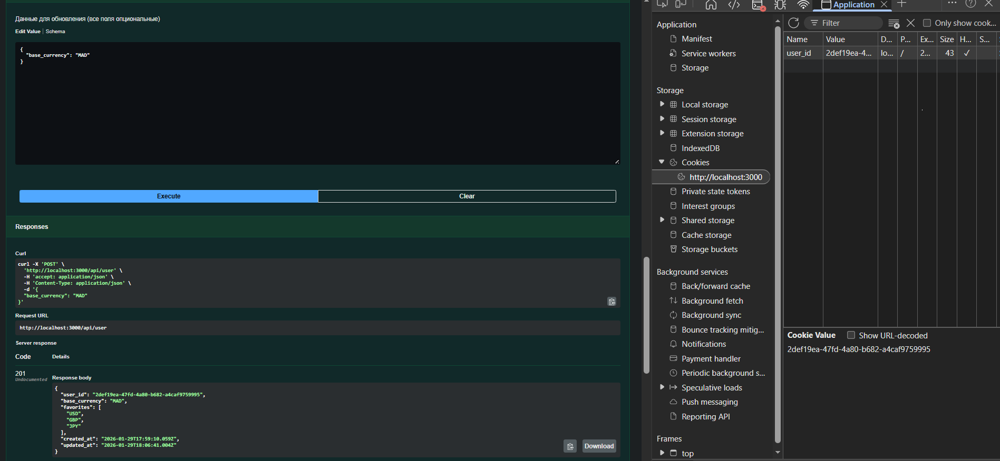 Данные для обновления (все поля опциональные)
Edit Value | Schema
{
"base_currency": "MAD"
}
Execute
Clear
Responses
Curl
curl -X 'POST' \
'http://localhost:3000/api/user' \
-H 'accept: application/json' \
-H 'Content-Type: application/json' \
-d '{
"base_currency": "MAD"
}'
Request URL
http://localhost:3000/api/user
Server response
Code Details
201
Undocumented
Response body
{
"user_id": "2def19ea-47fd-4a80-b682-a4caf9759995",
"base_currency": "MAD",
"favorites": [
"USD",
"GBP",
"JPY"
],
"created_at": "2026-01-29T17:59:10.059Z",
"updated_at": "2026-01-29T18:06:41.004Z"
}
Download
Application
Application
Manifest
Service workers
Storage
Storage
Local storage
Session storage
Extension storage
IndexedDB
Cookies
http://localhost:3000
Private state tokens
Interest groups
Shared storage
Cache storage
Storage buckets
Background services
Back/forward cache
Background fetch
Background sync
Bounce tracking mitig...
Notifications
Payment handler
Periodic background s...
Speculative loads
Push messaging
Reporting API
Frames
top
Filter
Only show cook...
Name Value D... P... Ex... Size H... S...
user_id 2def19ea-4... lo... / 2... 43 ✓
Cookie Value Show URL-decoded
2def19ea-47fd-4a80-b682-a4caf9759995